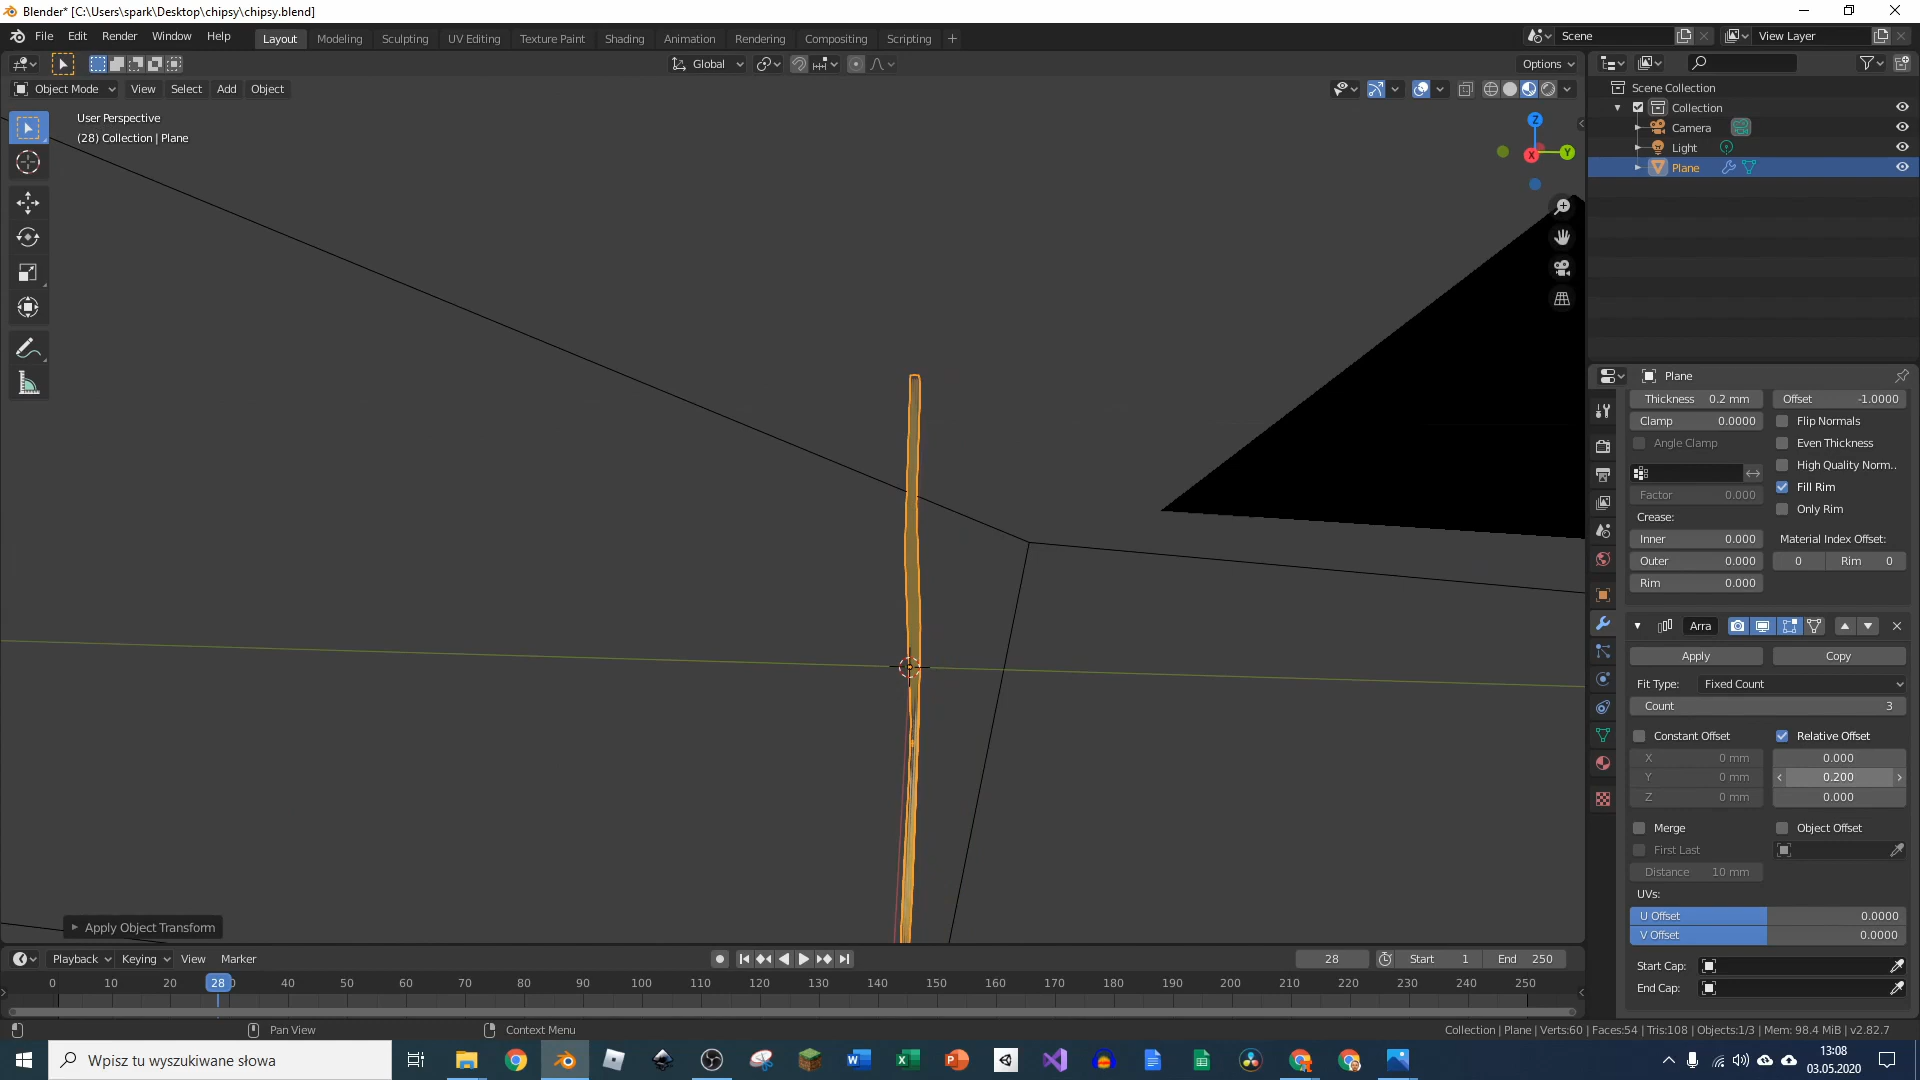 Blender* [C:\Users\spark\Desktop\chipsy\chipsy.blend]
File Edit Render Window Help
Layout Modeling Sculpting UV Editing Texture Paint Shading Animation Rendering Compositing Scripting +
Scene
View Layer
Global
Options
Object Mode View Select Add Object
User Perspective
(28) Collection | Plane
Z
X
Y
Scene Collection
Collection
Camera
Light
Plane
Plane
Thickness 0.2 mm
Offset -1.0000
Clamp 0.0000
Flip Normals
Angle Clamp
Even Thickness
High Quality Norm..
Factor 0.000
Fill Rim
Crease:
Only Rim
Inner 0.000
Material Index Offset:
Outer 0.000
0 Rim 0
Rim 0.000
Arra
Apply Copy
Fit Type: Fixed Count
Count 3
Constant Offset
Relative Offset
X 0 mm
0.000
Y 0 mm
0.200
Z 0 mm
0.000
Merge
Object Offset
First Last
Distance 10 mm
UVs:
U Offset 0.0000
V Offset 0.0000
Start Cap:
End Cap:
Apply Object Transform
Playback Keying View Marker
28 Start 1 End 250
0 10 20 28 40 50 60 70 80 90 100 110 120 130 140 150 160 170 180 190 200 210 220 230 240 250
Pan View
Context Menu
Collection | Plane | Verts:60 | Faces:54 | Tris:108 | Objects:1/3 | Mem: 98.4 MiB | v2.82.7
Wpisz tu wyszukiwane słowa
13:08
03.05.2020